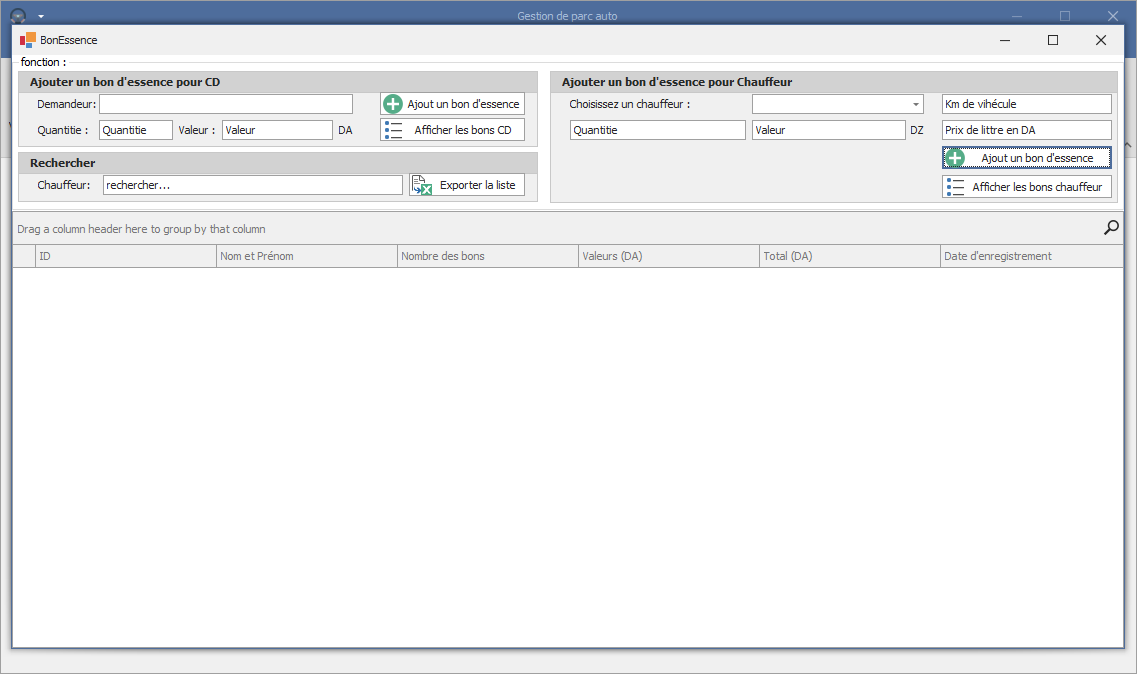 Gestion de parc auto
BonEssence
fonction :
Ajouter un bon d'essence pour CD
Demandeur:
Ajout un bon d'essence
Quantitie :
Quantitie
Valeur :
Valeur
DA
Afficher les bons CD
Rechercher
Chauffeur:
rechercher...
Exporter la liste
Ajouter un bon d'essence pour Chauffeur
Choisissez un chauffeur :
Km de vihécule
Quantitie
Valeur
DZ
Prix de littre en DA
Ajout un bon d'essence
Afficher les bons chauffeur
Drag a column header here to group by that column
ID
Nom et Prénom
Nombre des bons
Valeurs (DA)
Total (DA)
Date d'enregistrement